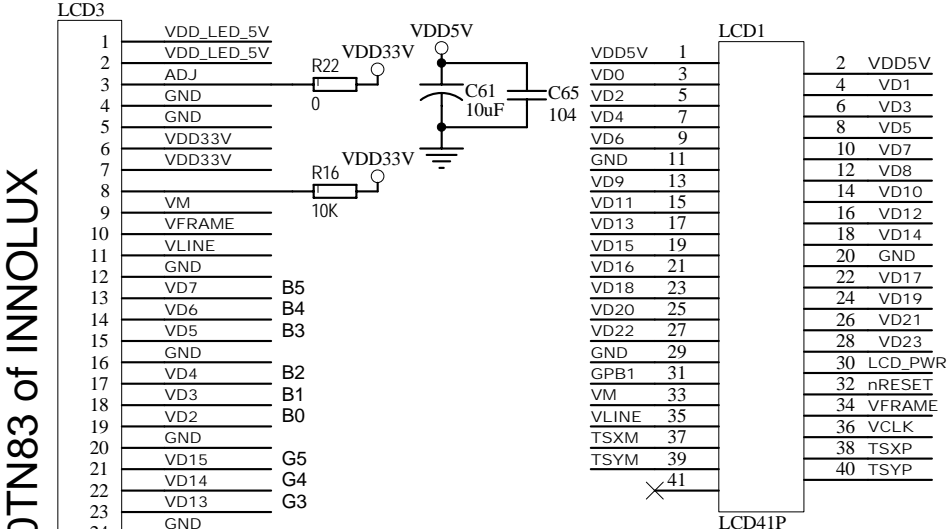 LCD3
1 VDD_LED_5V
2 VDD_LED_5V
3 ADJ
4 GND
5 GND
6 VDD33V
7 VDD33V
8
9 VM
10 VFRAME
11 VLINE
12 GND
13 VD7 B5
14 VD6 B4
15 VD5 B3
16 GND
17 VD4 B2
18 VD3 B1
19 VD2 B0
20 GND
21 VD15 G5
22 VD14 G4
23 VD13 G3
GND
TN83 of INNOLUX
R22
0
VDD33V
R16
10K
VDD33V
VDD5V
C61
10uF
C65
104
LCD1
VDD5V 1
VD0 3
VD2 5
VD4 7
VD6 9
GND 11
VD9 13
VD11 15
VD13 17
VD15 19
VD16 21
VD18 23
VD20 25
VD22 27
GND 29
GPB1 31
VM 33
VLINE 35
TSXM 37
TSYM 39
41
2 VDD5V
4 VD1
6 VD3
8 VD5
10 VD7
12 VD8
14 VD10
16 VD12
18 VD14
20 GND
22 VD17
24 VD19
26 VD21
28 VD23
30 LCD_PWR
32 nRESET
34 VFRAME
36 VCLK
38 TSXP
40 TSYP
LCD41P